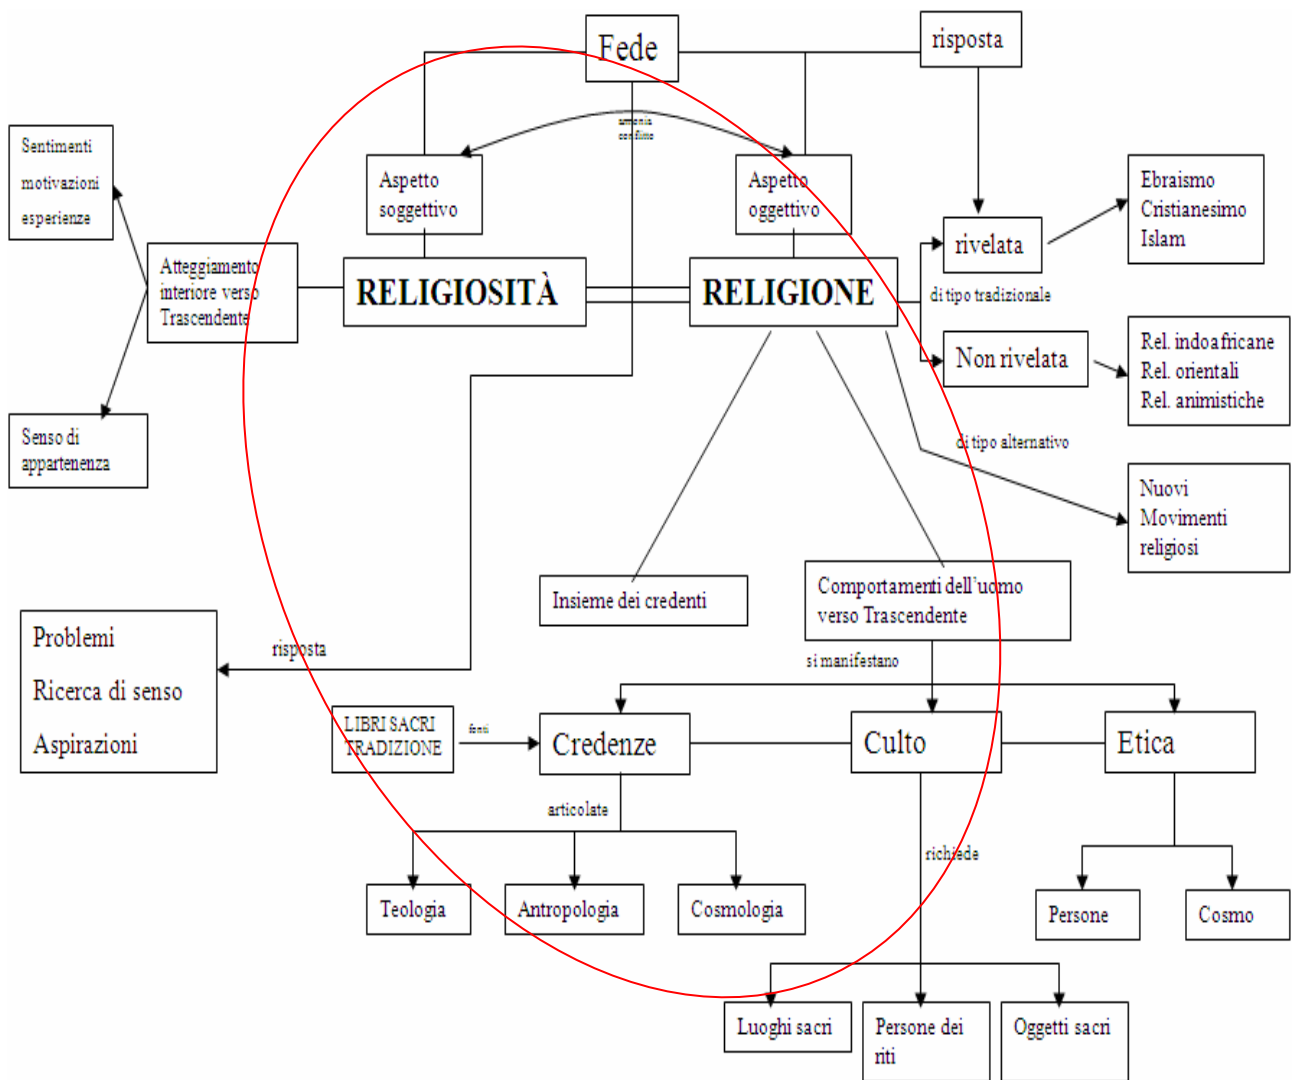 Fede
risposta
armonia
conflitto
Sentimenti
motivazioni
esperienze
Aspetto
soggettivo
Aspetto
oggettivo
Ebraismo
Cristianesimo
Islam
rivelata
Atteggiamento
interiore verso
Trascendente
RELIGIOSITÀ
RELIGIONE
di tipo tradizionale
Non rivelata
Rel. indoafricane
Rel. orientali
Rel. animistiche
Senso di
appartenenza
di tipo alternativo
Nuovi
Movimenti
religiosi
Insieme dei credenti
Comportamenti dell'uomo
verso Trascendente
Problemi
Ricerca di senso
Aspirazioni
risposta
si manifestano
LIBRI SACRI
TRADIZIONE
fonti
Credenze
Culto
Etica
articolate
richiede
Teologia
Antropologia
Cosmologia
Persone
Cosmo
Luoghi sacri
Persone dei
riti
Oggetti sacri